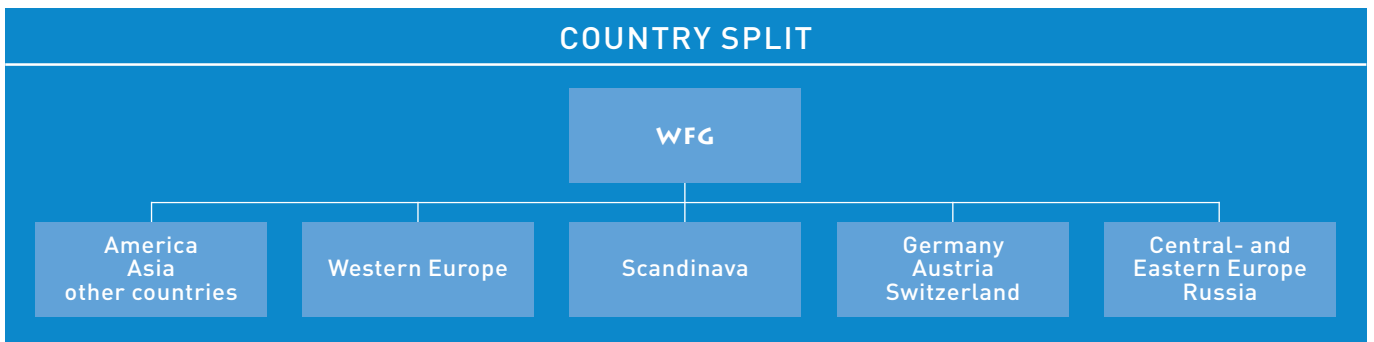 COUNTRY SPLIT
WFG
America
Asia
other countries
Western Europe
Scandinava
Germany
Austria
Switzerland
Central- and
Eastern Europe
Russia